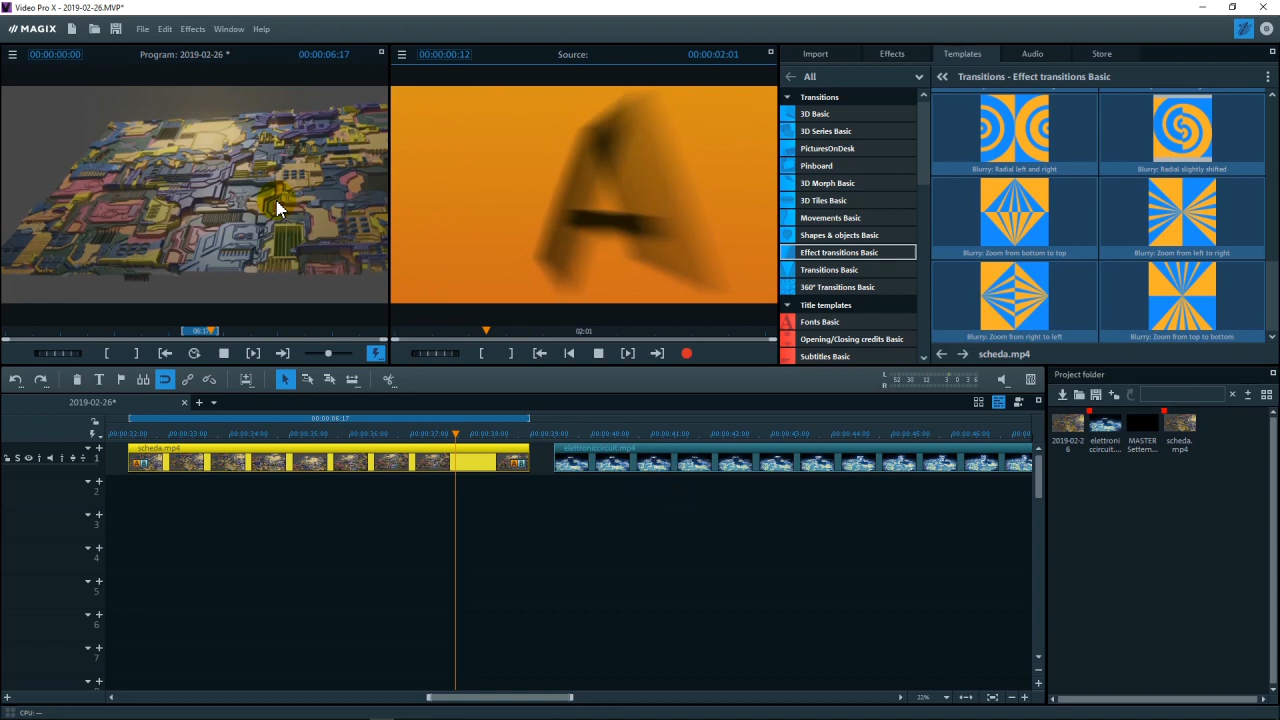 Video Pro X - 2019-02-26.MVP*
MAGIX File Edit Effects Window Help
00:00:00:00 Program: 2019-02-26 * 00:00:06:17
00:00:00:12 Source: 00:00:02:01
Import Effects Templates Audio Store
All
Transitions - Effect transitions Basic
Transitions
3D Basic
3D Series Basic
PicturesOnDesk
Pinboard
3D Morph Basic
3D Tiles Basic
Movements Basic
Shapes & objects Basic
Effect transitions Basic
Transitions Basic
360° Transitions Basic
Title templates
Fonts Basic
Opening/Closing credits Basic
Subtitles Basic
Blurry: Radial left and right
Blurry: Radial slightly shifted
Blurry: Zoom from bottom to top
Blurry: Zoom from left to right
Blurry: Zoom from right to left
Blurry: Zoom from top to bottom
scheda.mp4
A
06:17
02:01
L
R
52 30 12 3 0 3 6
Project folder
2019-02-26*
00:00:06:17
00:00:32:00 00:00:33:00 00:00:34:00 00:00:35:00 00:00:36:00 00:00:37:00 00:00:38:00 00:00:39:00 00:00:40:00 00:00:41:00 00:00:42:00 00:00:43:00 00:00:44:00 00:00:45:00 00:00:46:00
scheda.mp4
elettroniccircuit.mp4
S
1
2
3
4
5
6
7
2019-02-26
elettroniccircuit....
MASTER Settem...
scheda.mp4
22%
CPU: —